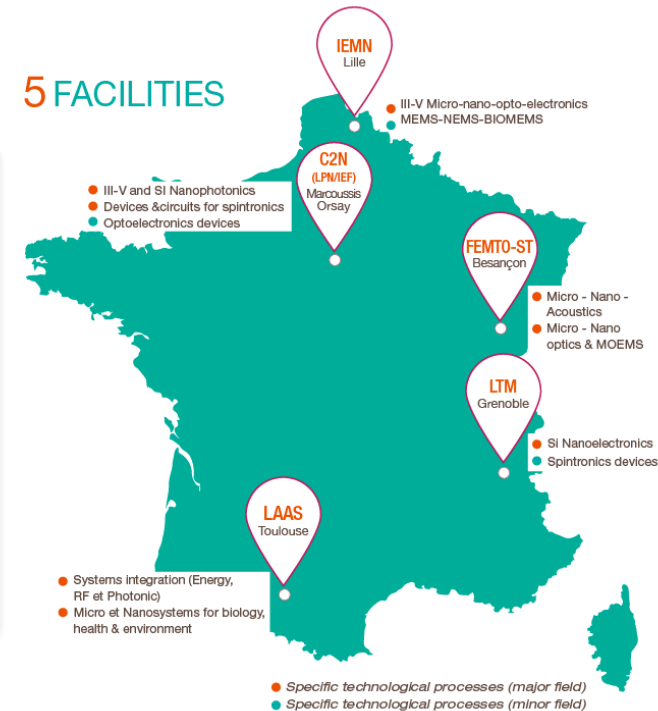 5 FACILITIES
IEMN
Lille
III-V Micro-nano-opto-electronics
MEMS-NEMS-BIOMEMS
C2N
(LPN/IEF)
Marcoussis
Orsay
III-V and SI Nanophotonics
Devices &circuits for spintronics
Optoelectronics devices
FEMTO-ST
Besançon
Micro - Nano -
Acoustics
Micro - Nano
optics & MOEMS
LTM
Grenoble
Si Nanoelectronics
Spintronics devices
LAAS
Toulouse
Systems integration (Energy,
RF et Photonic)
Micro et Nanosystems for biology,
health & environment
Specific technological processes (major field)
Specific technological processes (minor field)